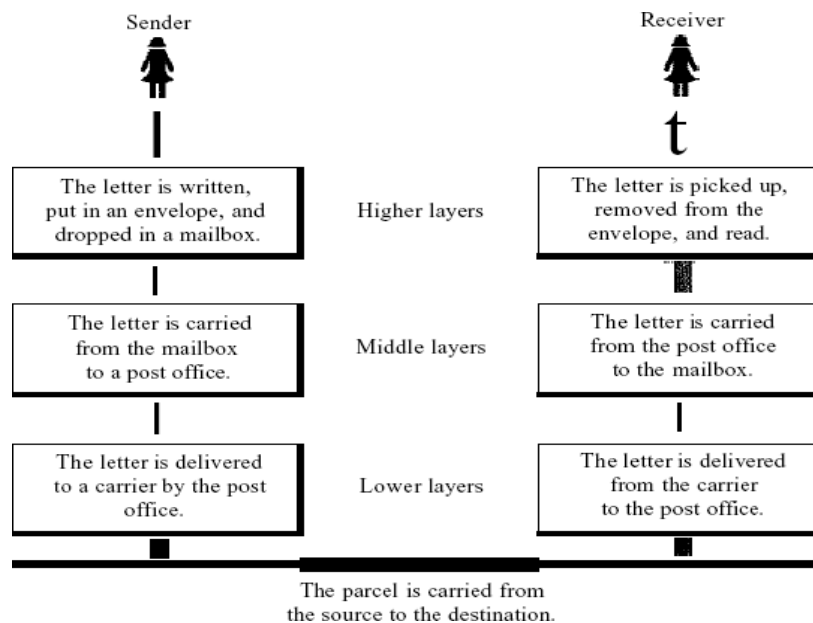 Sender
Receiver
t
The letter is written,
put in an envelope, and
dropped in a mailbox.
Higher layers
The letter is picked up,
removed from the
envelope, and read.
The letter is carried
from the mailbox
to a post office.
Middle layers
The letter is carried
from the post office
to the mailbox.
The letter is delivered
to a carrier by the post
office.
Lower layers
The letter is delivered
from the carrier
to the post office.
The parcel is carried from
the source to the destination.